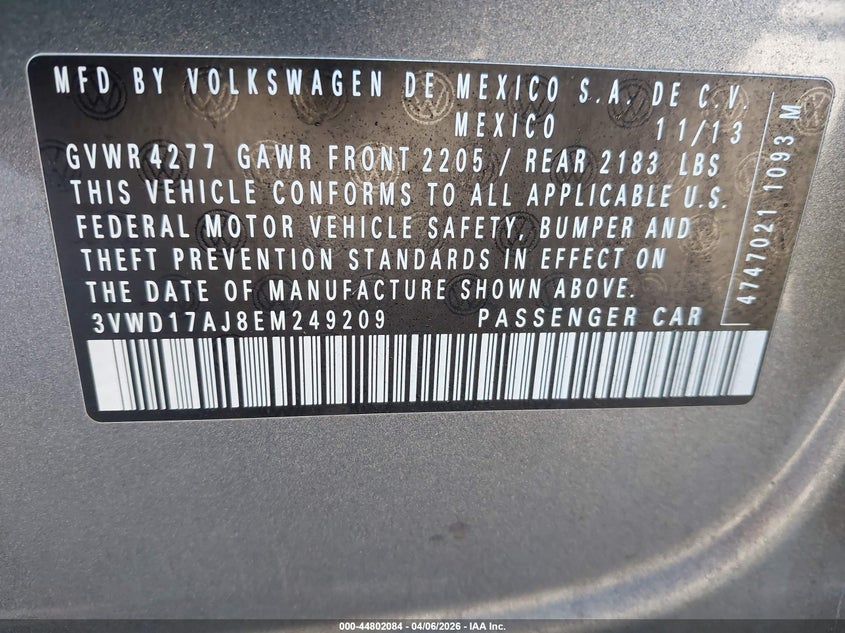 MFD BY VOLKSWAGEN DE MEXICO S.A. DE C.V.
MEXICO 11/13
GVWR4277 GAWR FRONT 2205 / REAR 2183 LBS
THIS VEHICLE CONFORMS TO ALL APPLICABLE U.S.
FEDERAL MOTOR VEHICLE SAFETY, BUMPER AND
THEFT PREVENTION STANDARDS IN EFFECT ON
THE DATE OF MANUFACTURE SHOWN ABOVE.
3VWD17AJ8EM249209 PASSENGER CAR
4747021 1093 M
000-44802084 - 04/06/2026 - IAA Inc.